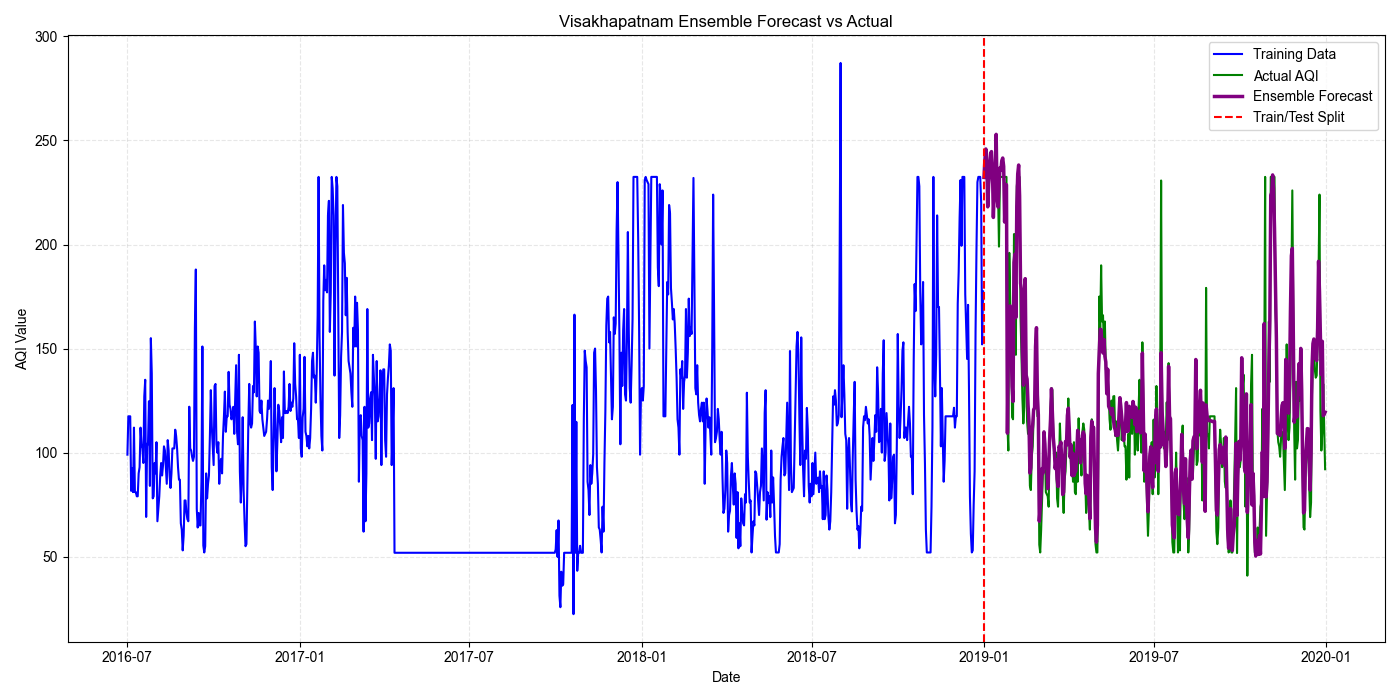 Visakhapatnam Ensemble Forecast vs Actual
300
250
200
150
100
50
AQI Value
Training Data
Actual AQI
Ensemble Forecast
Train/Test Split
2016-07
2017-01
2017-07
2018-01
2018-07
2019-01
2019-07
2020-01
Date